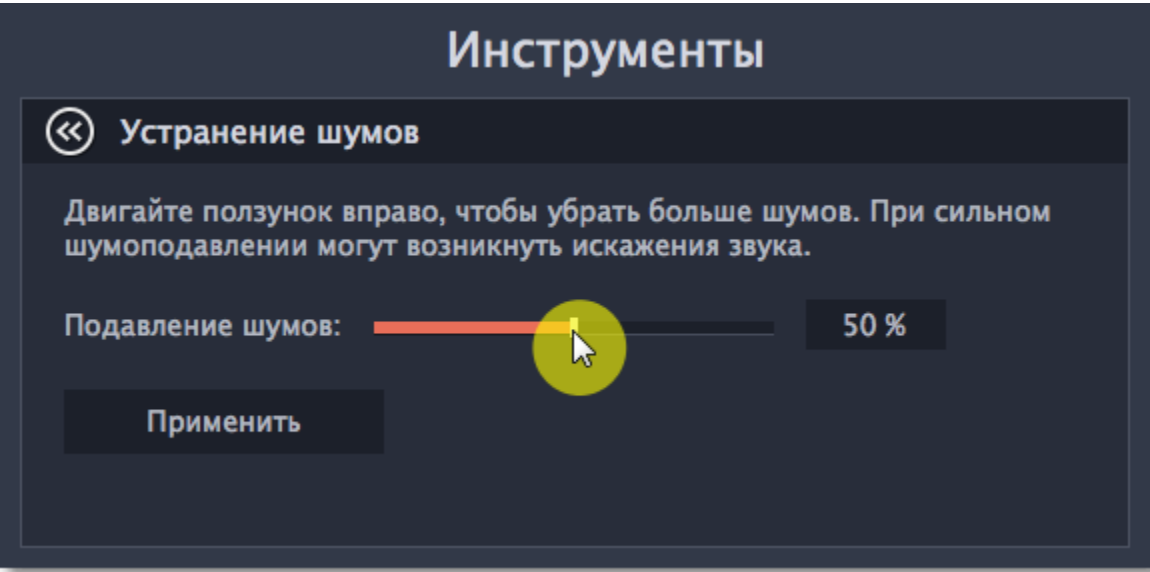 Инструменты
Устранение шумов
Двигайте ползунок вправо, чтобы убрать больше шумов. При сильном
шумоподавлении могут возникнуть искажения звука.
Подавление шумов: 50 %
Применить